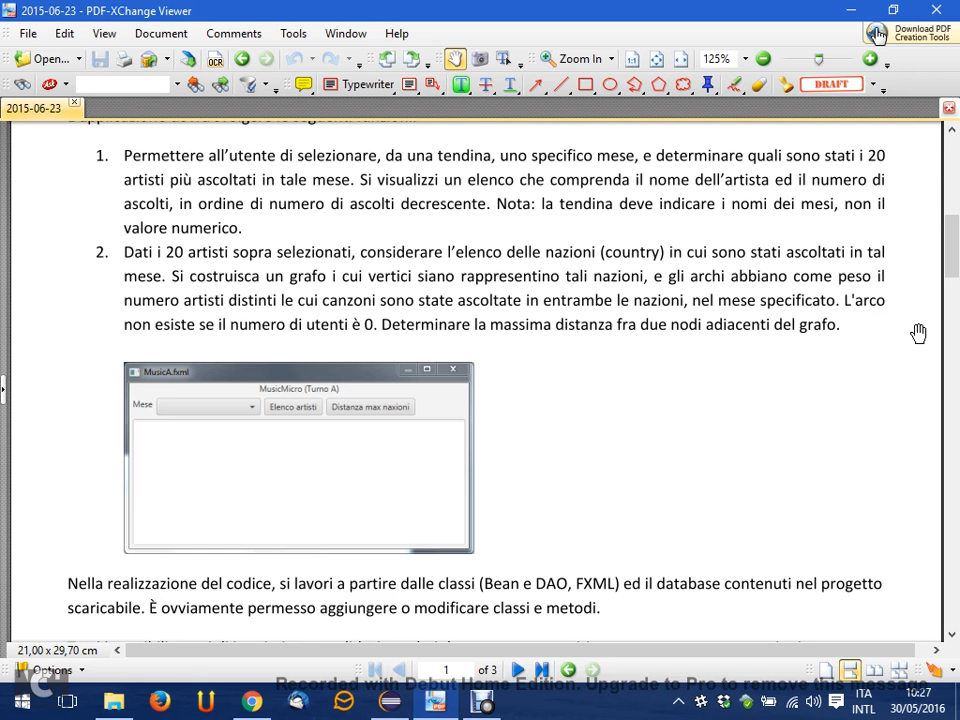 2015-06-23 - PDF-XChange Viewer
File Edit View Document Comments Tools Window Help
Download PDF
Creation Tools
Open... OCR Zoom In 125%
Typewriter DRAFT
2015-06-23
1. Permettere all'utente di selezionare, da una tendina, uno specifico mese, e determinare quali sono stati i 20
artisti più ascoltati in tale mese. Si visualizzi un elenco che comprenda il nome dell'artista ed il numero di
ascolti, in ordine di numero di ascolti decrescente. Nota: la tendina deve indicare i nomi dei mesi, non il
valore numerico.
2. Dati i 20 artisti sopra selezionati, considerare l'elenco delle nazioni (country) in cui sono stati ascoltati in tal
mese. Si costruisca un grafo i cui vertici siano rappresentino tali nazioni, e gli archi abbiano come peso il
numero artisti distinti le cui canzoni sono state ascoltate in entrambe le nazioni, nel mese specificato. L'arco
non esiste se il numero di utenti è 0. Determinare la massima distanza fra due nodi adiacenti del grafo.
MusicA.fxml
MusicMicro (Turno A)
Mese Elenco artisti Distanza max naxioni
Nella realizzazione del codice, si lavori a partire dalle classi (Bean e DAO, FXML) ed il database contenuti nel progetto
scaricabile. È ovviamente permesso aggiungere o modificare classi e metodi.
21,00 x 29,70 cm
Options 1 of 3
Recorded with Debut Home Edition. Upgrade to Pro to remove this message
ITA 10:27
INTL 30/05/2016